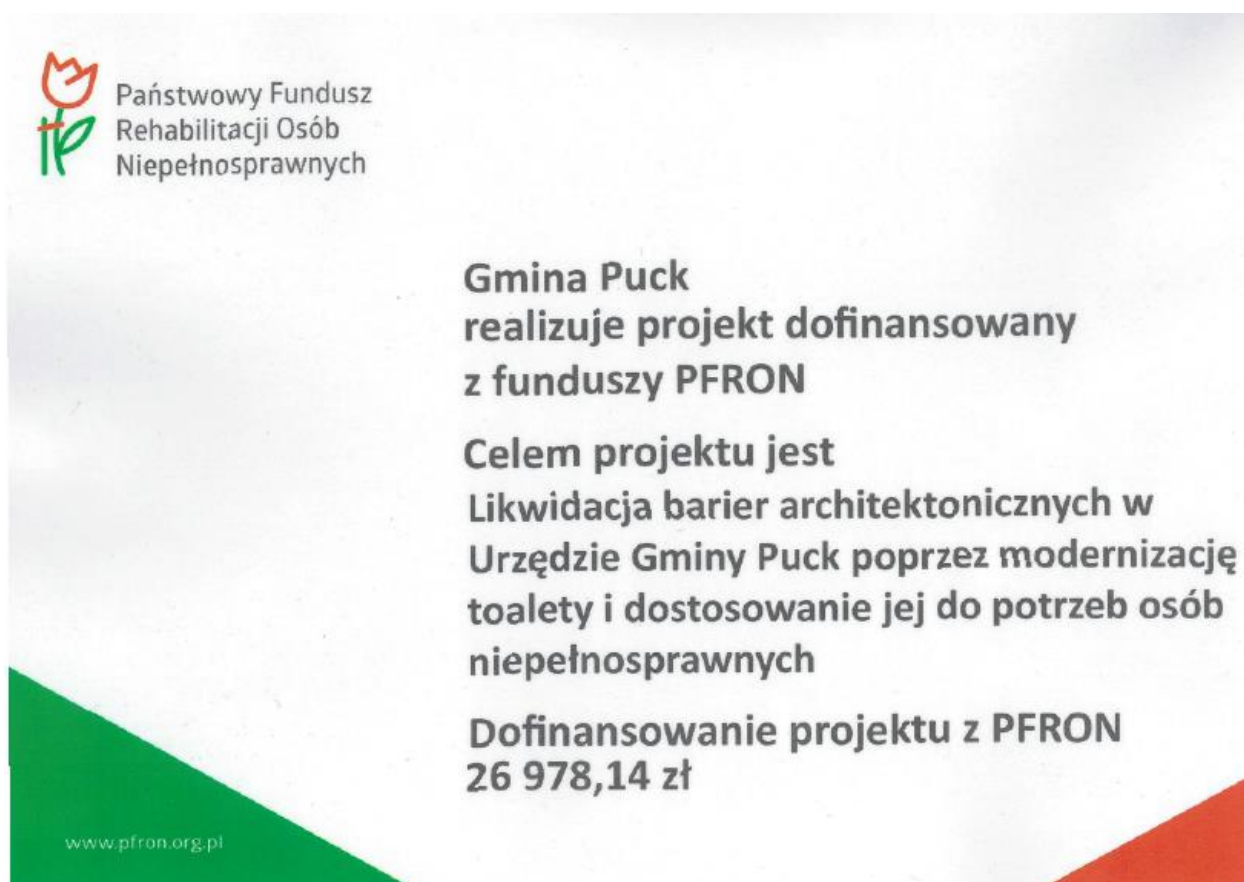 Państwowy Fundusz
Rehabilitacji Osób
Niepełnosprawnych
Gmina Puck
realizuje projekt dofinansowany
z funduszy PFRON
Celem projektu jest
Likwidacja barier architektonicznych w
Urzędzie Gminy Puck poprzez modernizację
toalety i dostosowanie jej do potrzeb osób
niepełnosprawnych
Dofinansowanie projektu z PFRON
26 978,14 zł
www.pfron.org.pl